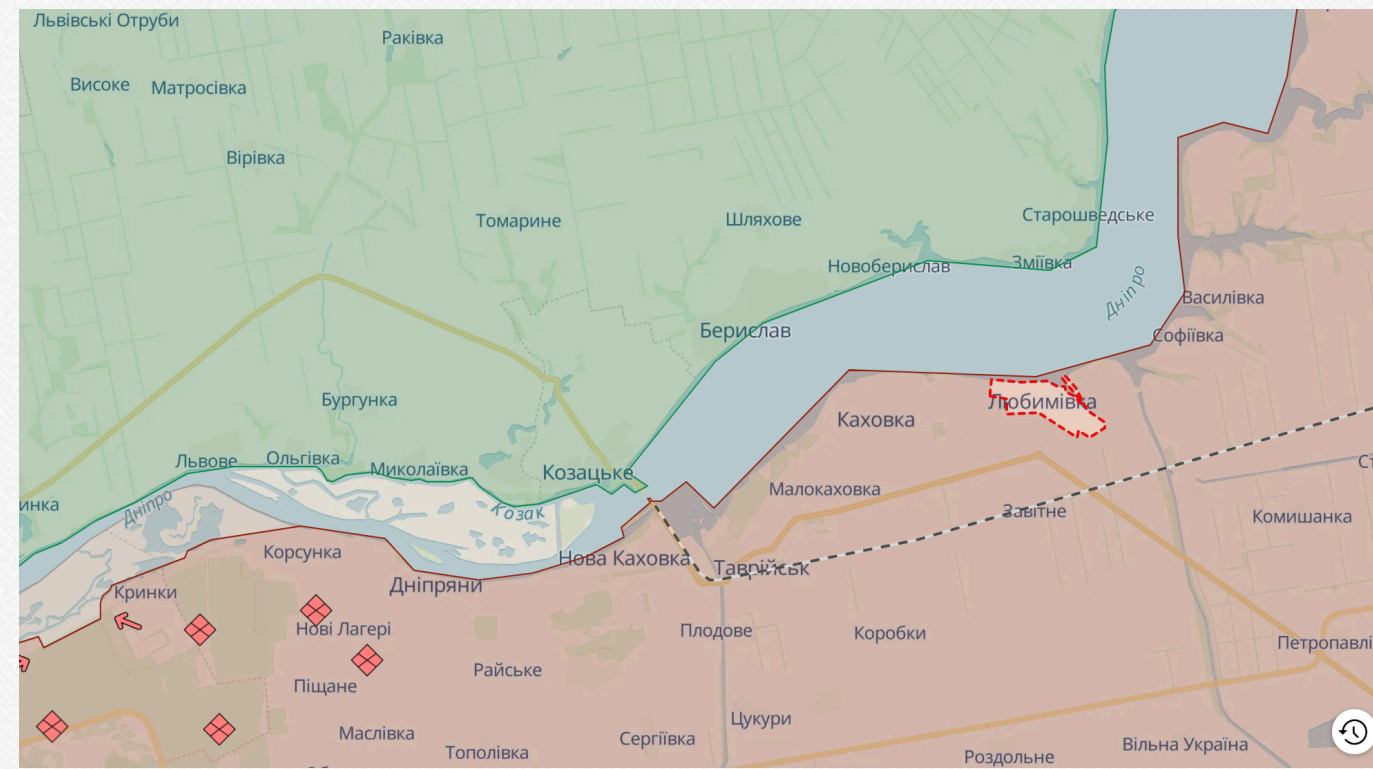 Львівські Отруби
Раківка
Високе
Матросівка
Вірівка
Томарине
Шляхове
Старошведське
Новоберислав
Зміївка
Дніпро
Василівка
Берислав
Софіївка
Бургунка
Любимівка
Каховка
Львове
Ольгівка
Миколаївка
Козацьке
Малокаховка
инка
Дніпро
Козак
Завітне
Комишанка
Корсунка
Нова Каховка
Таврійськ
Дніпряни
Кринки
Нові Лагері
Плодове
Коробки
Петропавлі
Райське
Піщане
Цукури
Маслівка
Сергіївка
Тополівка
Вільна Україна
Роздольне